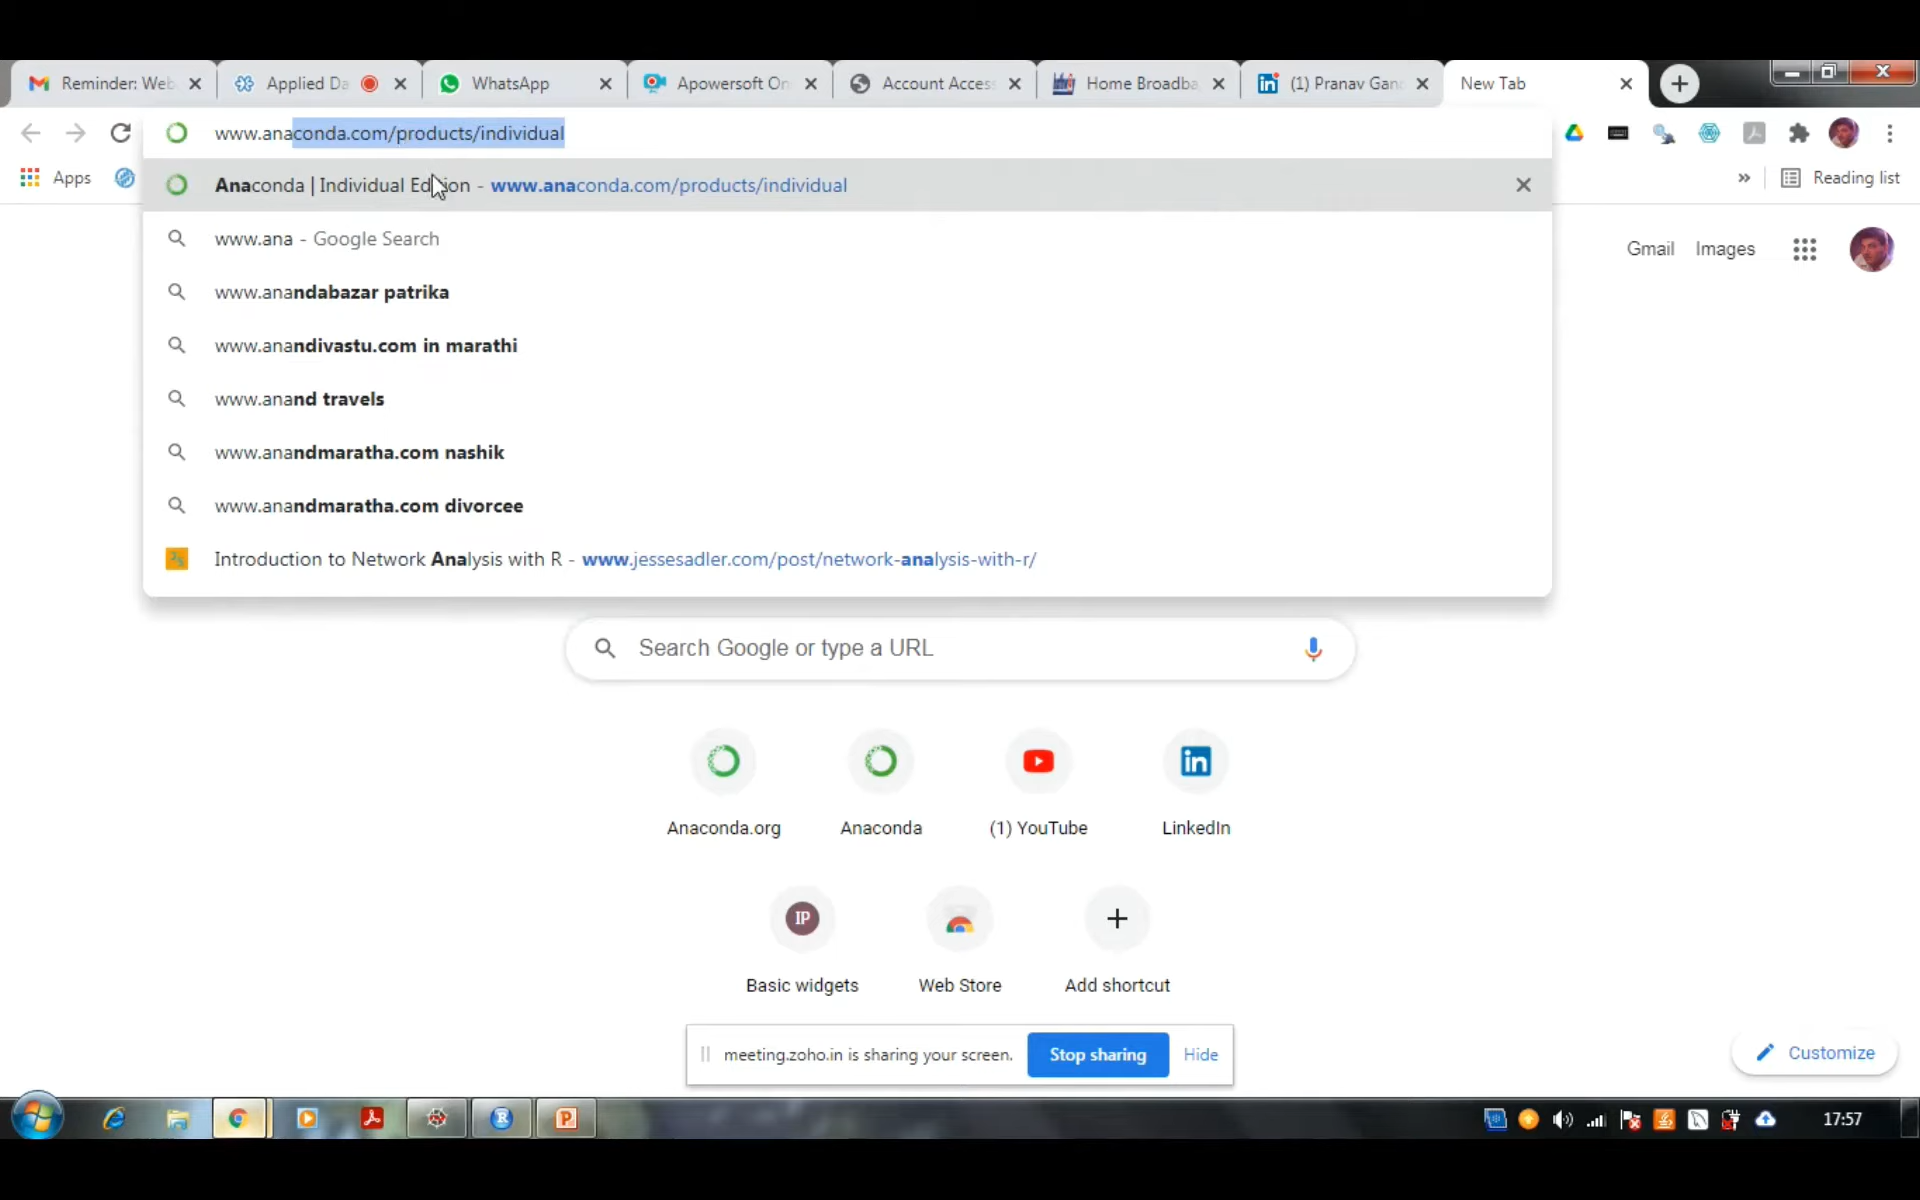 Reminder: Web
Applied Da
WhatsApp
Apowersoft On
Account Access
Home Broadba
(1) Pranav Gan
New Tab
www.anaconda.com/products/individual
Apps
Anaconda | Individual Edition - www.anaconda.com/products/individual
Reading list
www.ana - Google Search
Gmail Images
www.anandabazar patrika
www.anandivastu.com in marathi
www.anand travels
www.anandmaratha.com nashik
www.anandmaratha.com divorcee
Introduction to Network Analysis with R - www.jessesadler.com/post/network-analysis-with-r/
Search Google or type a URL
Anaconda.org
Anaconda
(1) YouTube
LinkedIn
IP
Basic widgets
Web Store
Add shortcut
meeting.zoho.in is sharing your screen. Stop sharing Hide
Customize
17:57